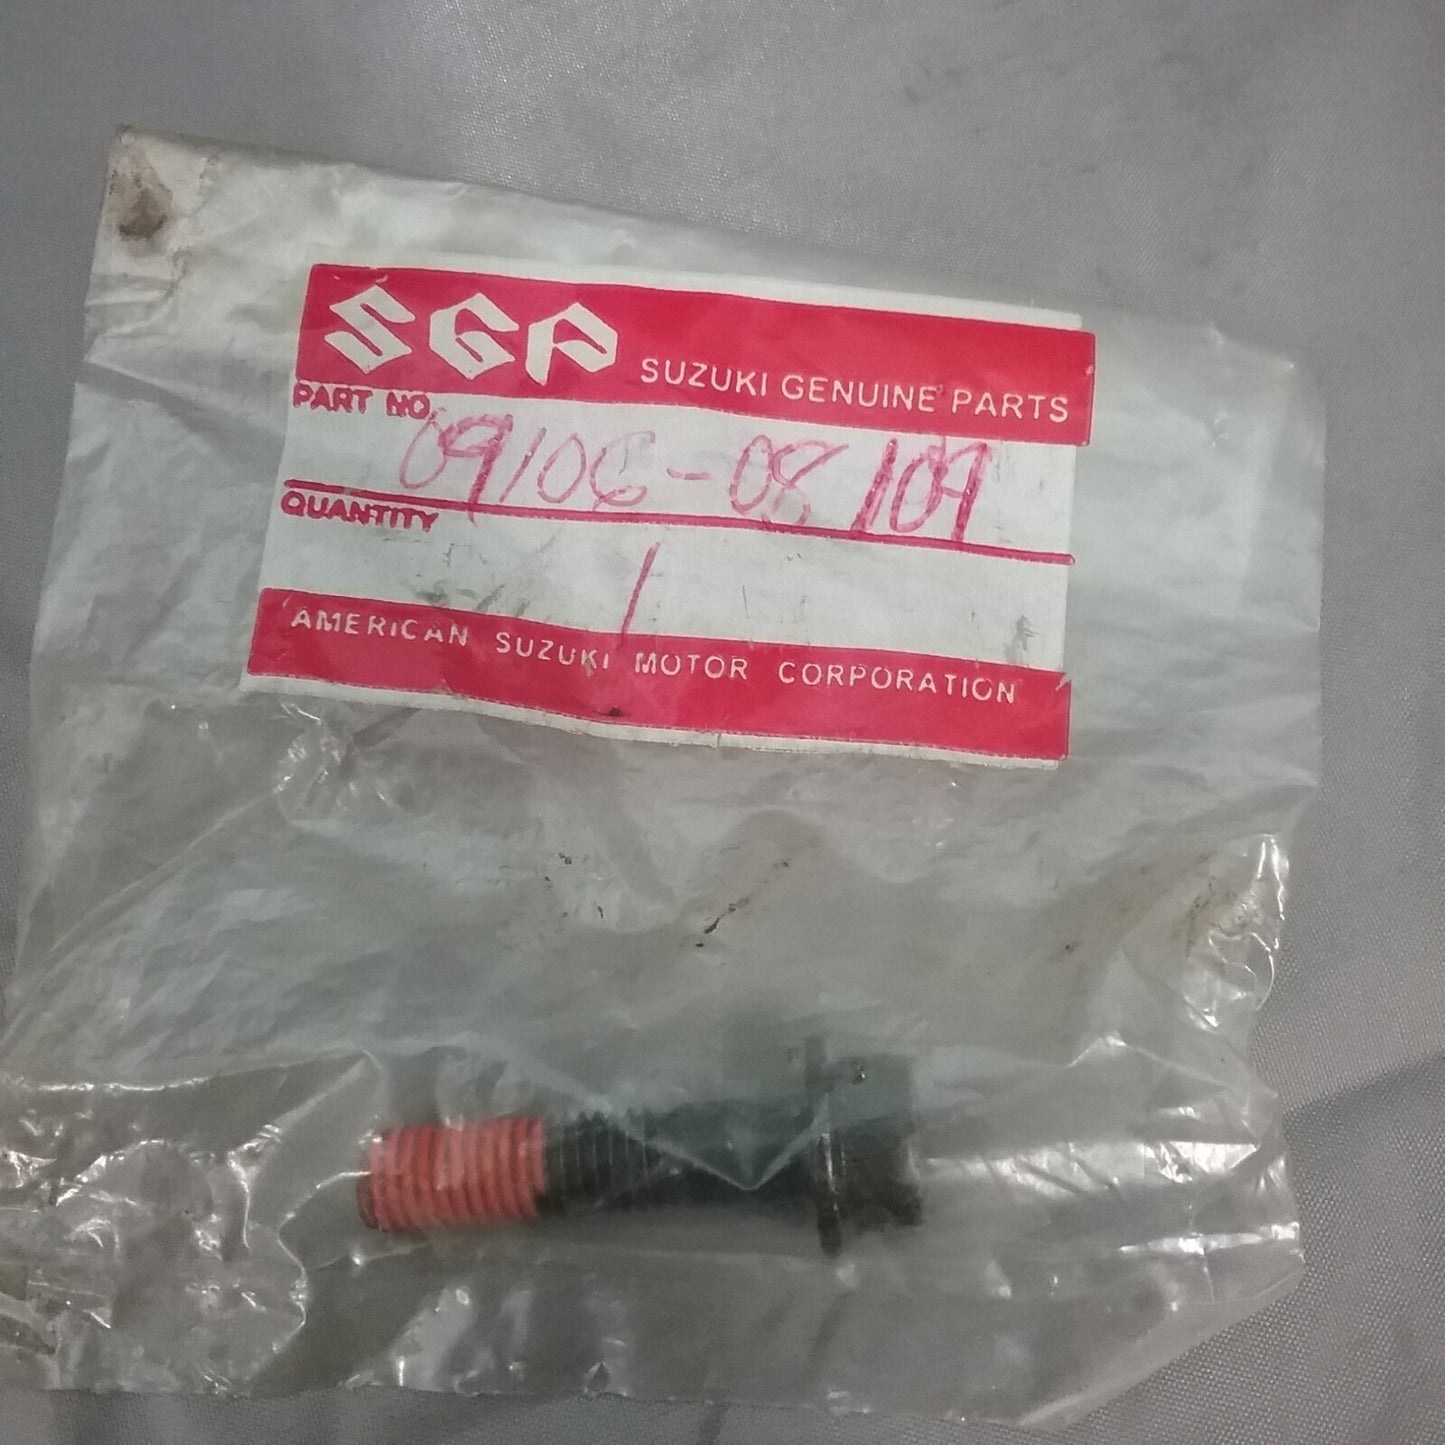 SGP SUZUKI GENUINE PARTS
PART NO. 09106-08109
QUANTITY 1
AMERICAN SUZUKI MOTOR CORPORATION